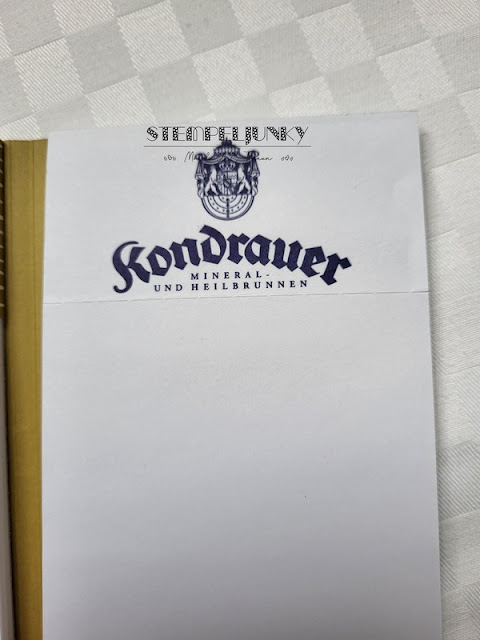 STEMPELJUNKY
Kondrauer
MINERAL-
UND HEILBRUNNEN